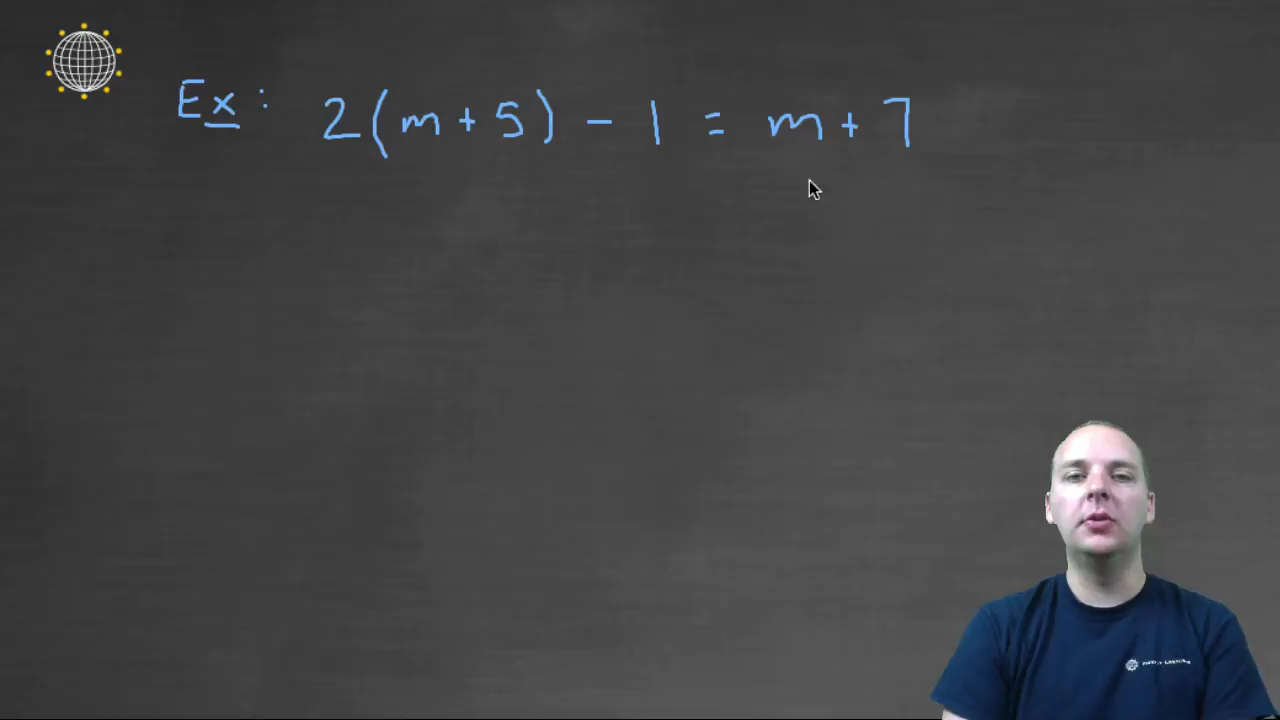 Ex: 2(m+5) - 1 = m+7